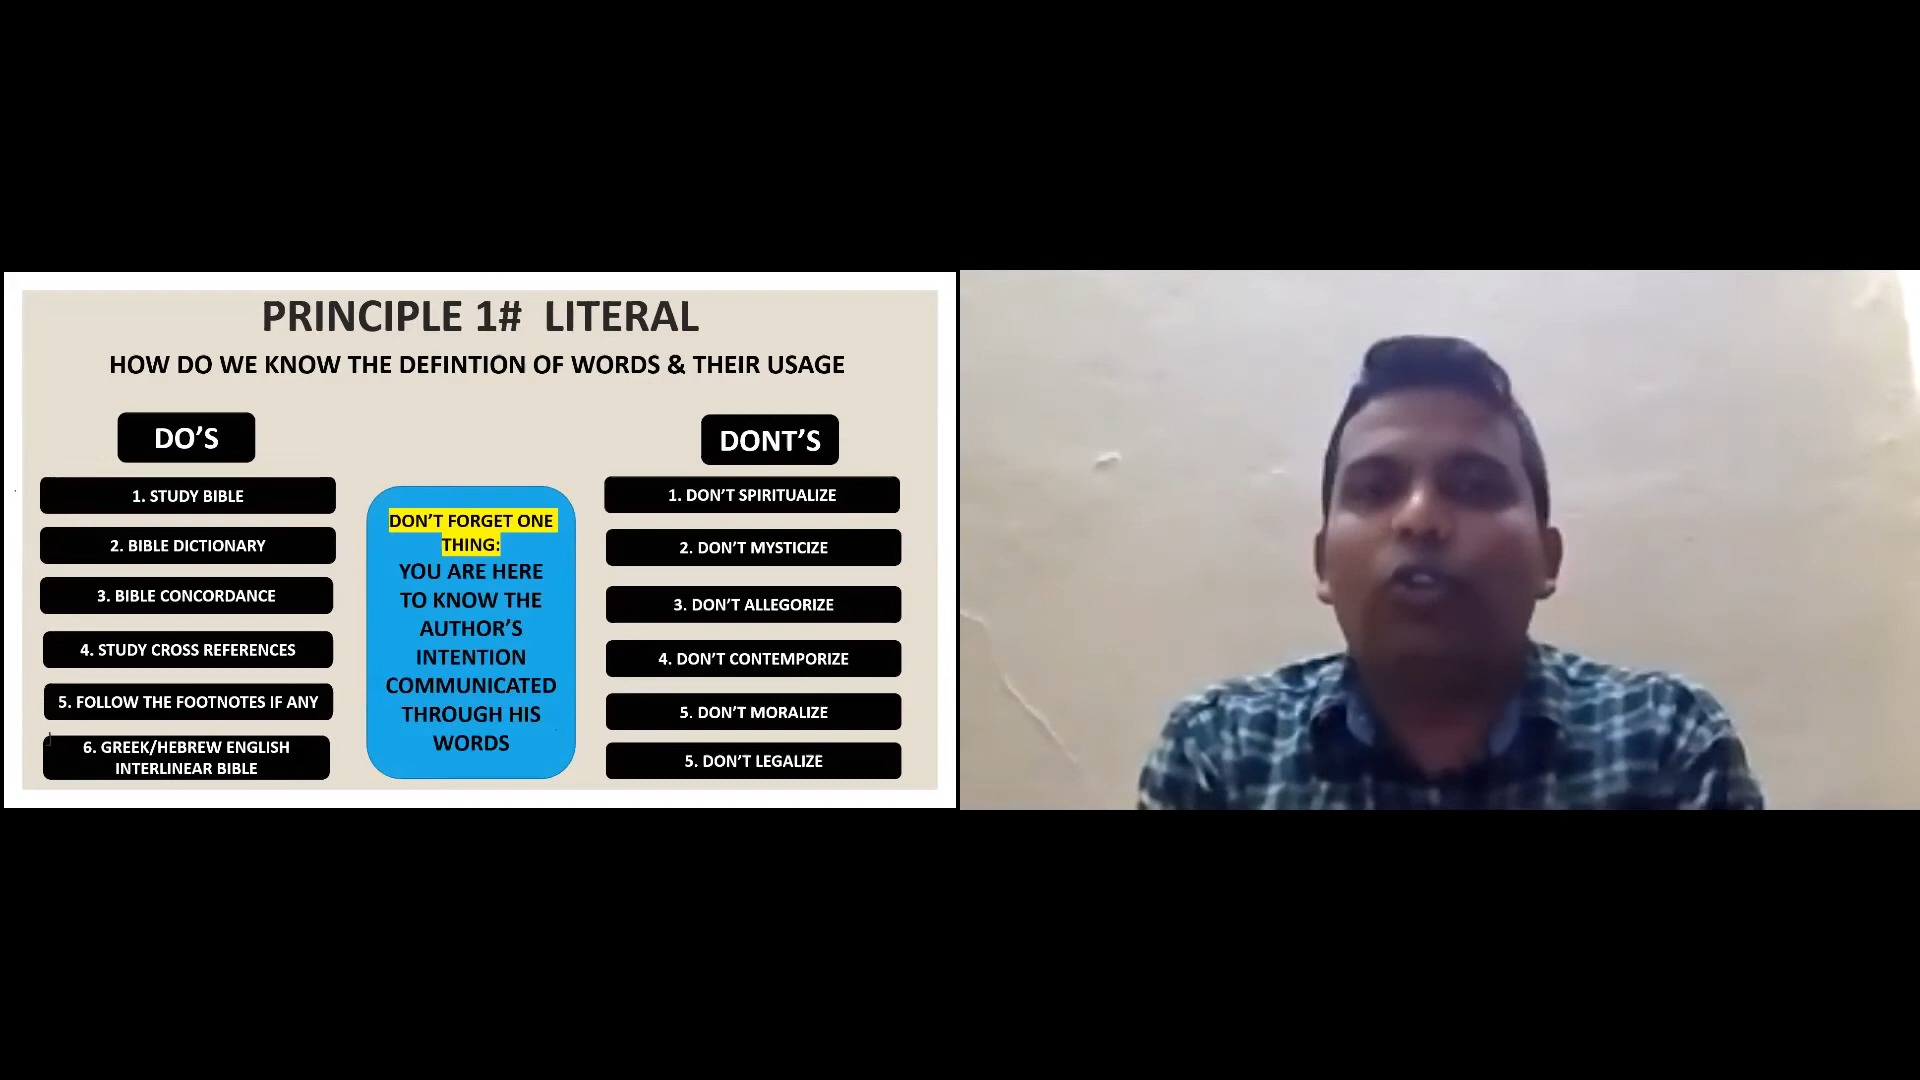 PRINCIPLE 1# LITERAL
HOW DO WE KNOW THE DEFINTION OF WORDS & THEIR USAGE
DO'S
1. STUDY BIBLE
2. BIBLE DICTIONARY
3. BIBLE CONCORDANCE
4. STUDY CROSS REFERENCES
5. FOLLOW THE FOOTNOTES IF ANY
6. GREEK/HEBREW ENGLISH
INTERLINEAR BIBLE
DON'T FORGET ONE
THING:
YOU ARE HERE
TO KNOW THE
AUTHOR'S
INTENTION
COMMUNICATED
THROUGH HIS
WORDS
DONT'S
1. DON'T SPIRITUALIZE
2. DON'T MYSTICIZE
3. DON'T ALLEGORIZE
4. DON'T CONTEMPORIZE
5. DON'T MORALIZE
5. DON'T LEGALIZE